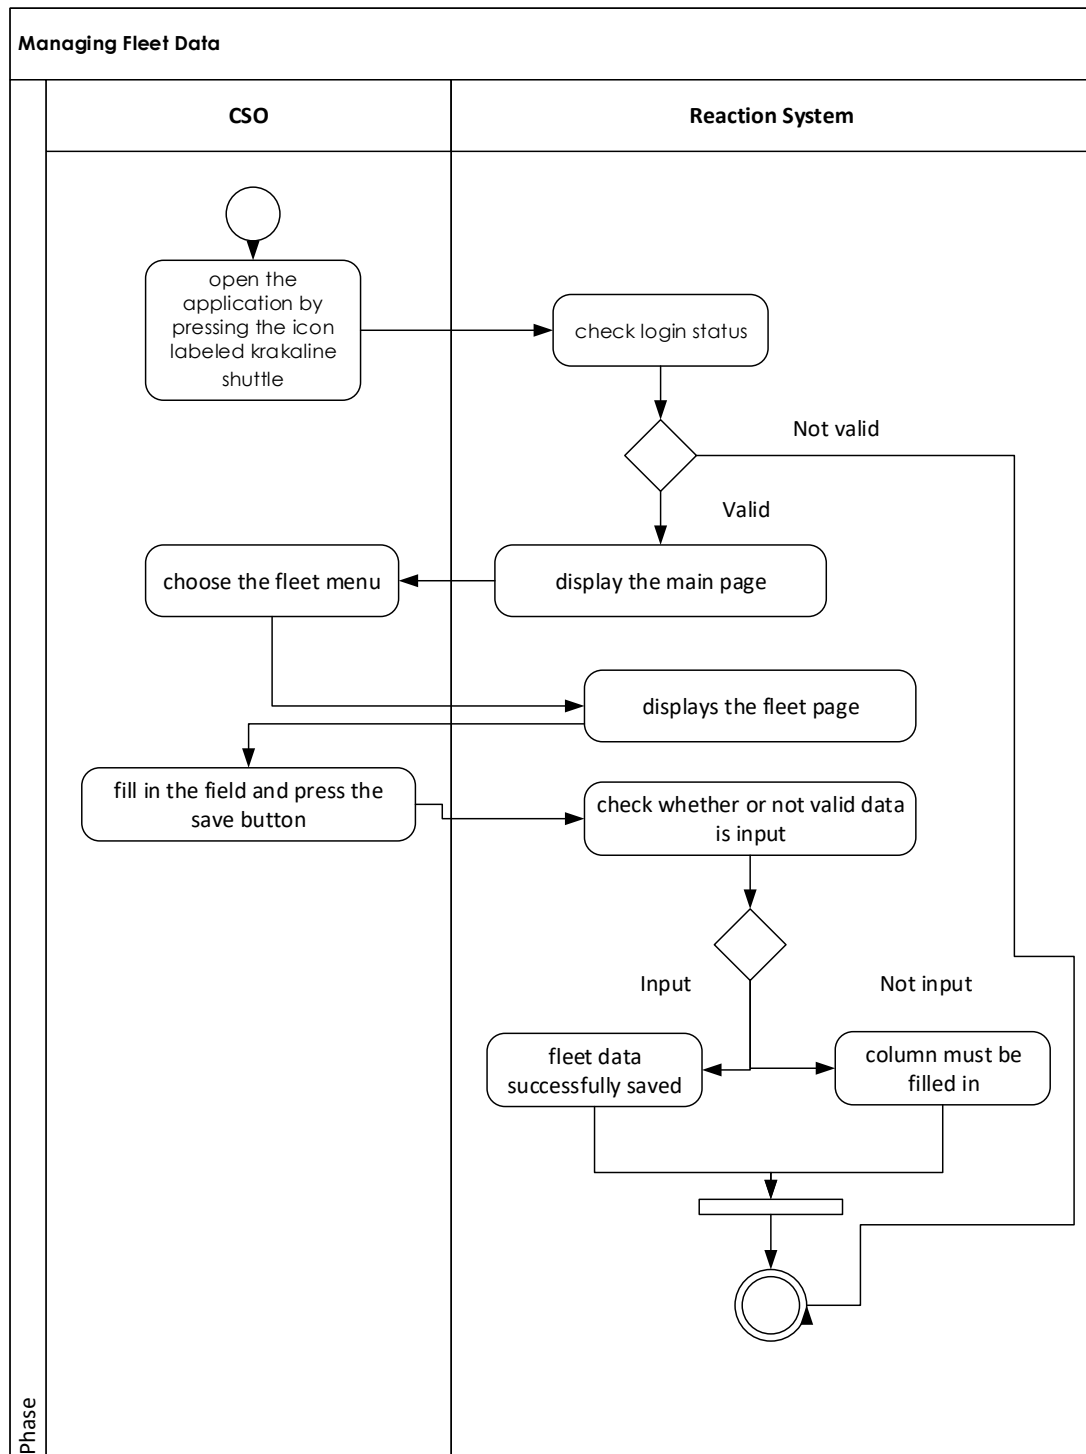 Managing Fleet Data
CSO
Reaction System
open the
application by
pressing the icon
labeled krakaline
shuttle
check login status
Not valid
Valid
choose the fleet menu
display the main page
displays the fleet page
fill in the field and press the
save button
check whether or not valid data
is input
Input
Not input
fleet data
successfully saved
column must be
filled in
Phase